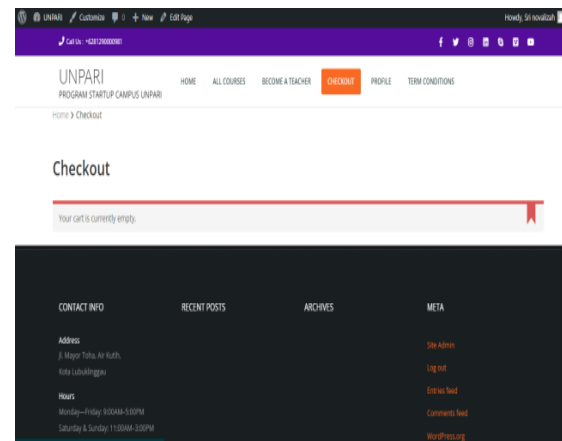 UNPARI Customize 0 New Edit Page Howdy, Sri novalizah
Call Us : +6281290000981
UNPARI
PROGRAM STARTUP CAMPUS UNPARI
HOME ALL COURSES BECOME A TEACHER CHECKOUT PROFILE TERM CONDITIONS
Home > Checkout
Checkout
Your cart is currently empty.
CONTACT INFO RECENT POSTS ARCHIVES META
Address
Jl. Mayor Toha, Air Kutih,
Kota Lubuklinggau
Hours
Monday—Friday: 9:00AM–5:00PM
Saturday & Sunday: 11:00AM–3:00PM
Site Admin
Log out
Entries feed
Comments feed
WordPress.org